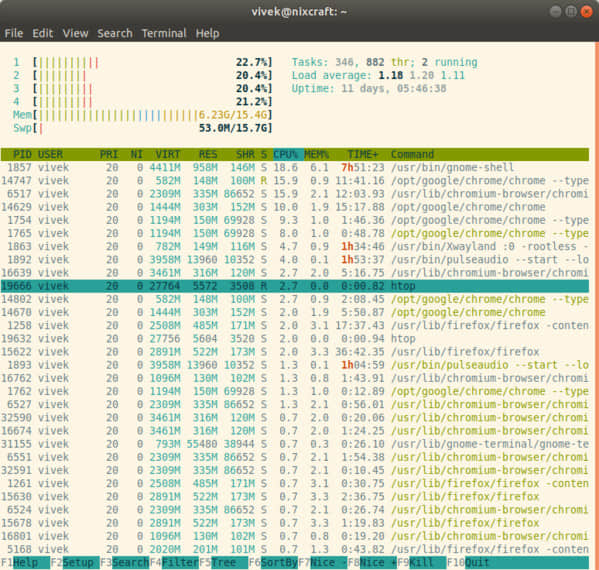 vivek@nixcraft: ~
File Edit View Search Terminal Help
1 [||||||||||| 22.7%] Tasks: 346, 882 thr; 2 running
2 [||||||||| 20.4%] Load average: 1.18 1.20 1.11
3 [|||||||||| 20.4%] Uptime: 11 days, 05:46:38
4 [|||||||||| 21.2%]
Mem[|||||||||||||||||||||||||||||6.23G/15.4G]
Swp[| 53.0M/15.7G]
PID USER PRI NI VIRT RES SHR S CPU% MEM% TIME+ Command
1857 vivek 20 0 4411M 958M 146M S 18.6 6.1 7h51:23 /usr/bin/gnome-shell
14747 vivek 20 0 582M 148M 100M R 15.9 0.9 11:41.16 /opt/google/chrome/chrome --type
6517 vivek 20 0 2309M 335M 86652 S 15.9 2.1 12:03.93 /usr/lib/chromium-browser/chromi
14629 vivek 20 0 1444M 303M 152M S 10.0 1.9 15:17.88 /opt/google/chrome/chrome
1754 vivek 20 0 1194M 150M 69928 S 9.3 1.0 1:46.36 /opt/google/chrome/chrome --type
1765 vivek 20 0 1194M 150M 69928 S 8.0 1.0 0:48.78 /opt/google/chrome/chrome --type
1863 vivek 20 0 782M 149M 116M S 4.7 0.9 1h34:46 /usr/bin/Xwayland :0 -rootless -
1892 vivek 20 0 3958M 13960 10352 S 4.0 0.1 1h53:37 /usr/bin/pulseaudio --start --lo
16639 vivek 20 0 3461M 316M 120M S 2.7 2.0 5:16.75 /usr/lib/chromium-browser/chromi
19666 vivek 20 0 27764 5572 3508 R 2.7 0.0 0:00.82 htop
14802 vivek 20 0 582M 148M 100M S 2.7 0.9 2:08.45 /opt/google/chrome/chrome --type
14670 vivek 20 0 1444M 303M 152M S 2.0 1.9 5:50.87 /opt/google/chrome/chrome
1258 vivek 20 0 2508M 485M 171M S 2.0 3.1 17:37.43 /usr/lib/firefox/firefox -conten
19632 vivek 20 0 27756 5604 3520 S 2.0 0.0 0:00.94 htop
15622 vivek 20 0 2891M 522M 173M S 2.0 3.3 36:42.35 /usr/lib/firefox/firefox
1893 vivek 20 0 3958M 13960 10352 S 1.3 0.1 1h04:59 /usr/bin/pulseaudio --start --lo
16762 vivek 20 0 1096M 130M 102M S 1.3 0.8 1:43.91 /usr/lib/chromium-browser/chromi
1762 vivek 20 0 1194M 150M 69928 S 1.3 1.0 0:12.89 /opt/google/chrome/chrome --type
6527 vivek 20 0 2309M 335M 86652 S 1.3 2.1 0:56.01 /usr/lib/chromium-browser/chromi
32590 vivek 20 0 3461M 316M 120M S 0.7 2.0 0:20.06 /usr/lib/chromium-browser/chromi
16674 vivek 20 0 3461M 316M 120M S 0.7 2.0 1:24.25 /usr/lib/chromium-browser/chromi
31155 vivek 20 0 793M 55480 38944 S 0.7 0.3 0:26.10 /usr/lib/gnome-terminal/gnome-te
6551 vivek 20 0 2309M 335M 86652 S 0.7 2.1 1:54.38 /usr/lib/chromium-browser/chromi
32591 vivek 20 0 2309M 335M 86652 S 0.7 2.1 0:10.45 /usr/lib/chromium-browser/chromi
1261 vivek 20 0 2508M 485M 171M S 0.7 3.1 0:30.75 /usr/lib/firefox/firefox -conten
15630 vivek 20 0 2891M 522M 173M S 0.7 3.3 2:36.75 /usr/lib/firefox/firefox
6524 vivek 20 0 2309M 335M 86652 S 0.7 2.1 0:26.74 /usr/lib/chromium-browser/chromi
15678 vivek 20 0 2891M 522M 173M S 0.7 3.3 1:19.83 /usr/lib/firefox/firefox
16801 vivek 20 0 1096M 130M 102M S 0.7 0.8 0:19.20 /usr/lib/chromium-browser/chromi
5168 vivek 20 0 2020M 201M 101M S 0.7 1.3 0:43.82 /usr/lib/firefox/firefox -conten
F1Help F2Setup F3SearchF4FilterF5Tree F6SortByF7Nice -F8Nice +F9Kill F10Quit